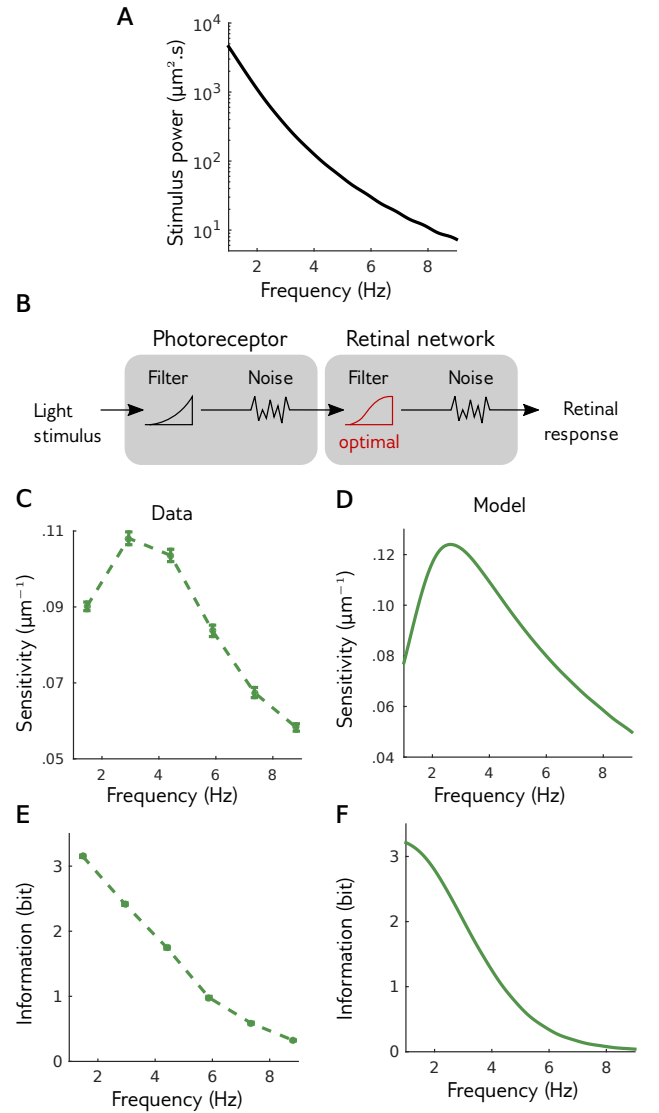 A
Stimulus power (μm².s)
10⁴
10³
10²
10¹
2 4 6 8
Frequency (Hz)
B
Photoreceptor Retinal network
Filter Noise Filter Noise
Light
stimulus
optimal
Retinal
response
C
Data
Sensitivity (μm⁻¹)
.11
.09
.07
.05
2 4 6 8
Frequency (Hz)
D
Model
Sensitivity (μm⁻¹)
.12
.10
.08
.06
.04
2 4 6 8
Frequency (Hz)
E
Information (bit)
3
2
1
0
2 4 6 8
Frequency (Hz)
F
Information (bit)
3
2
1
0
2 4 6 8
Frequency (Hz)